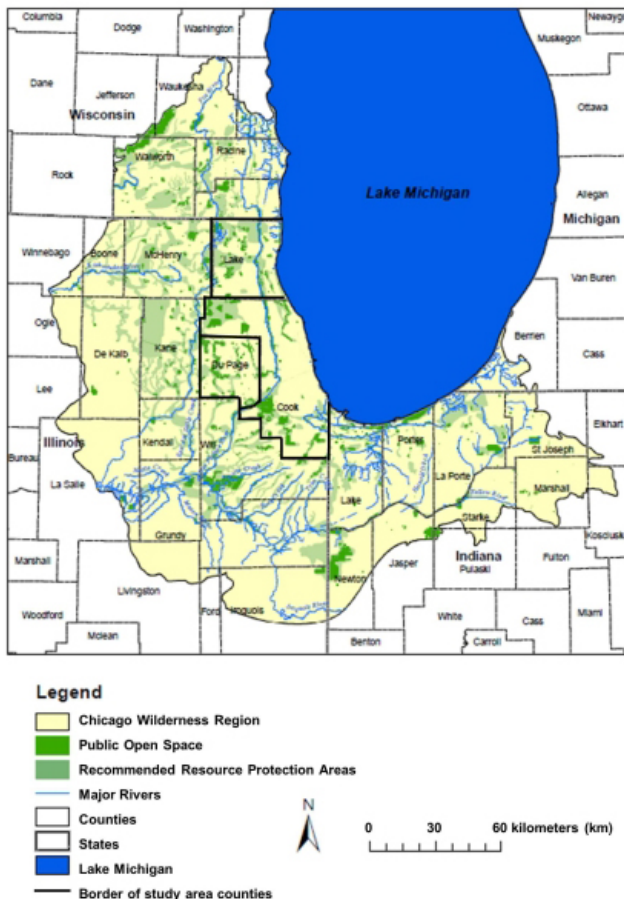 Columbia
Dodge
Washington
Newaygo
Muskegon
Dane
Jefferson
Waukesha
Ottawa
Wisconsin
Walworth
Racine
Rock
Lake Michigan
Allegan
Michigan
Winnebago
Boone
McHenry
Lake
Van Buren
Ogle
De Kalb
Kane
Du Page
Berrien
Cass
Lee
Cook
Elkhart
Illinois
Kendall
Will
Porter
St Joseph
Bureau
La Salle
Lake
La Porte
Marshall
Grundy
Starke
Marshall
Newton
Jasper
Indiana
Pulaski
Fulton
Kosciusko
Livingston
Woodford
Ford
Iroquois
White
Cass
Miami
Mclean
Benton
Carroll
Legend
Chicago Wilderness Region
Public Open Space
Recommended Resource Protection Areas
Major Rivers
Counties
States
Lake Michigan
Border of study area counties
N
0 30 60 kilometers (km)